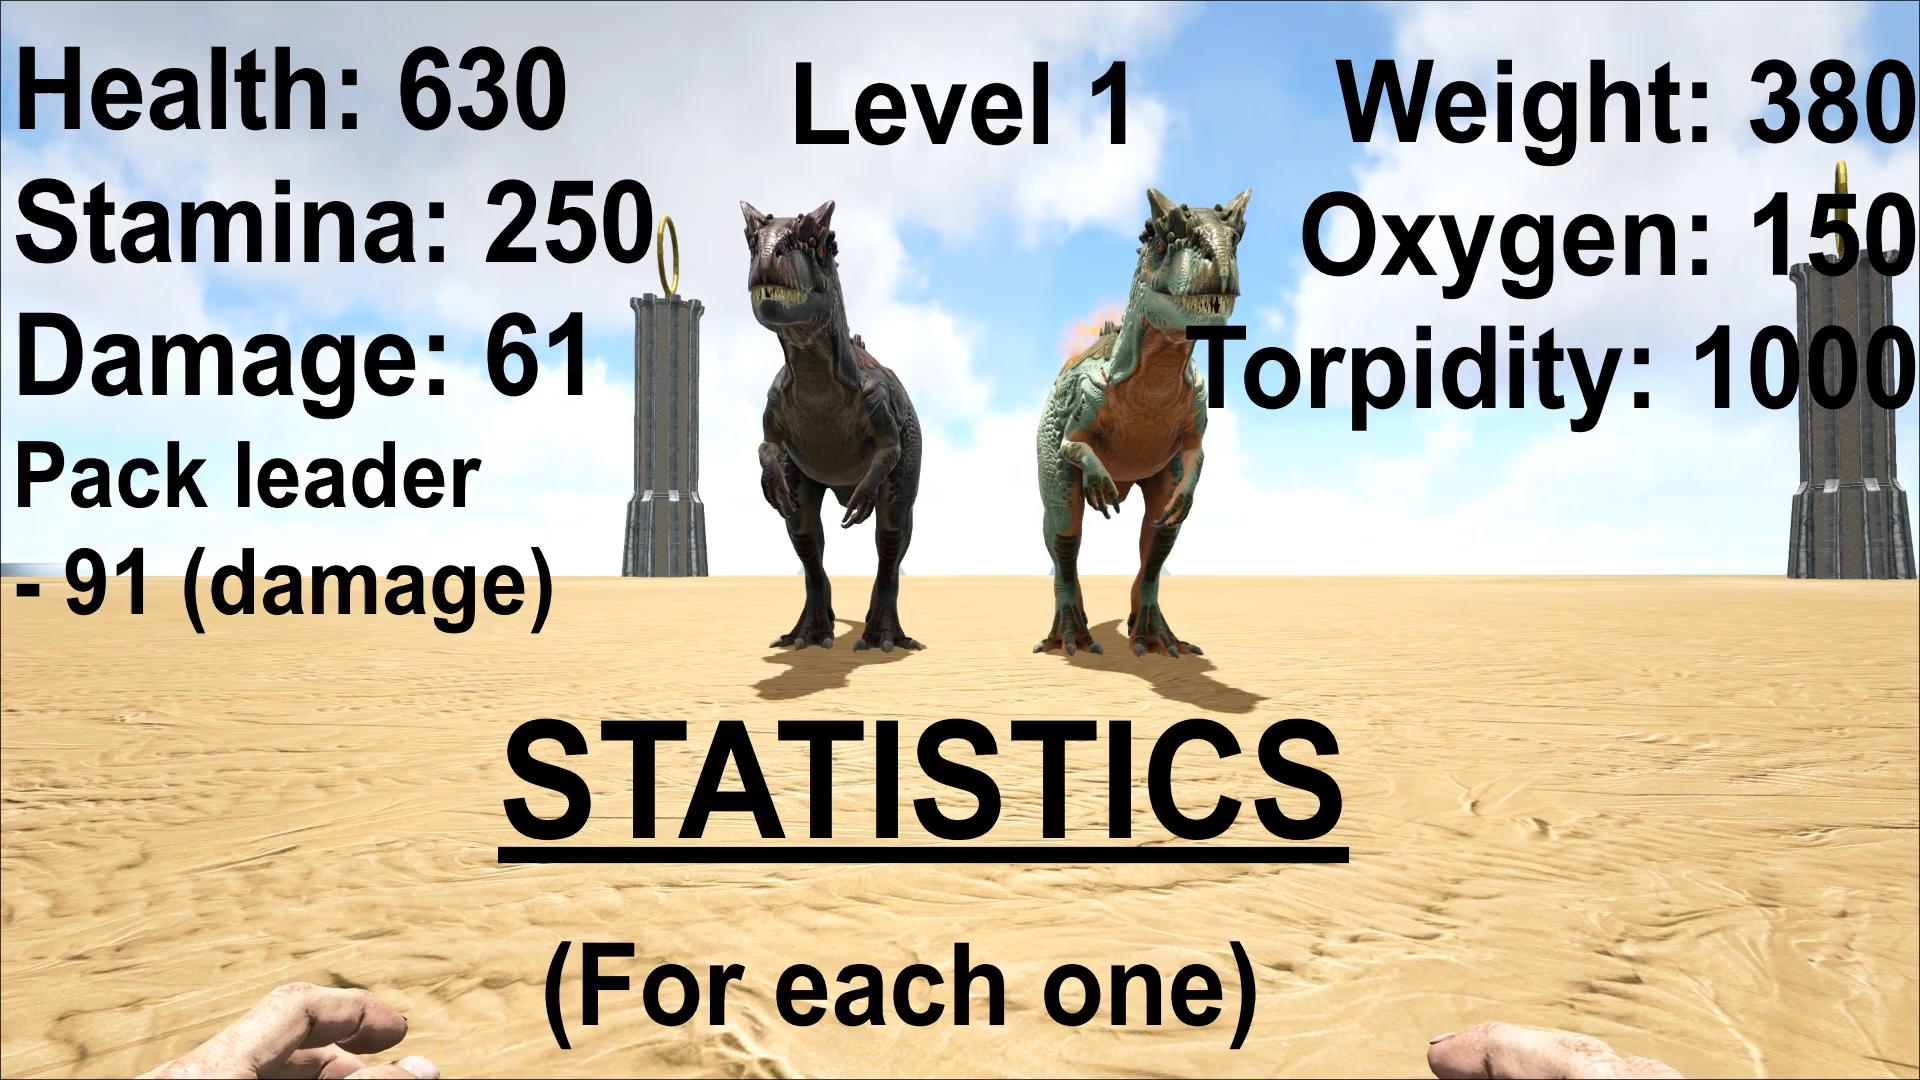 Health: 630
Stamina: 250
Damage: 61
Pack leader
- 91 (damage)
Level 1
Weight: 380
Oxygen: 150
Torpidity: 1000
STATISTICS
(For each one)